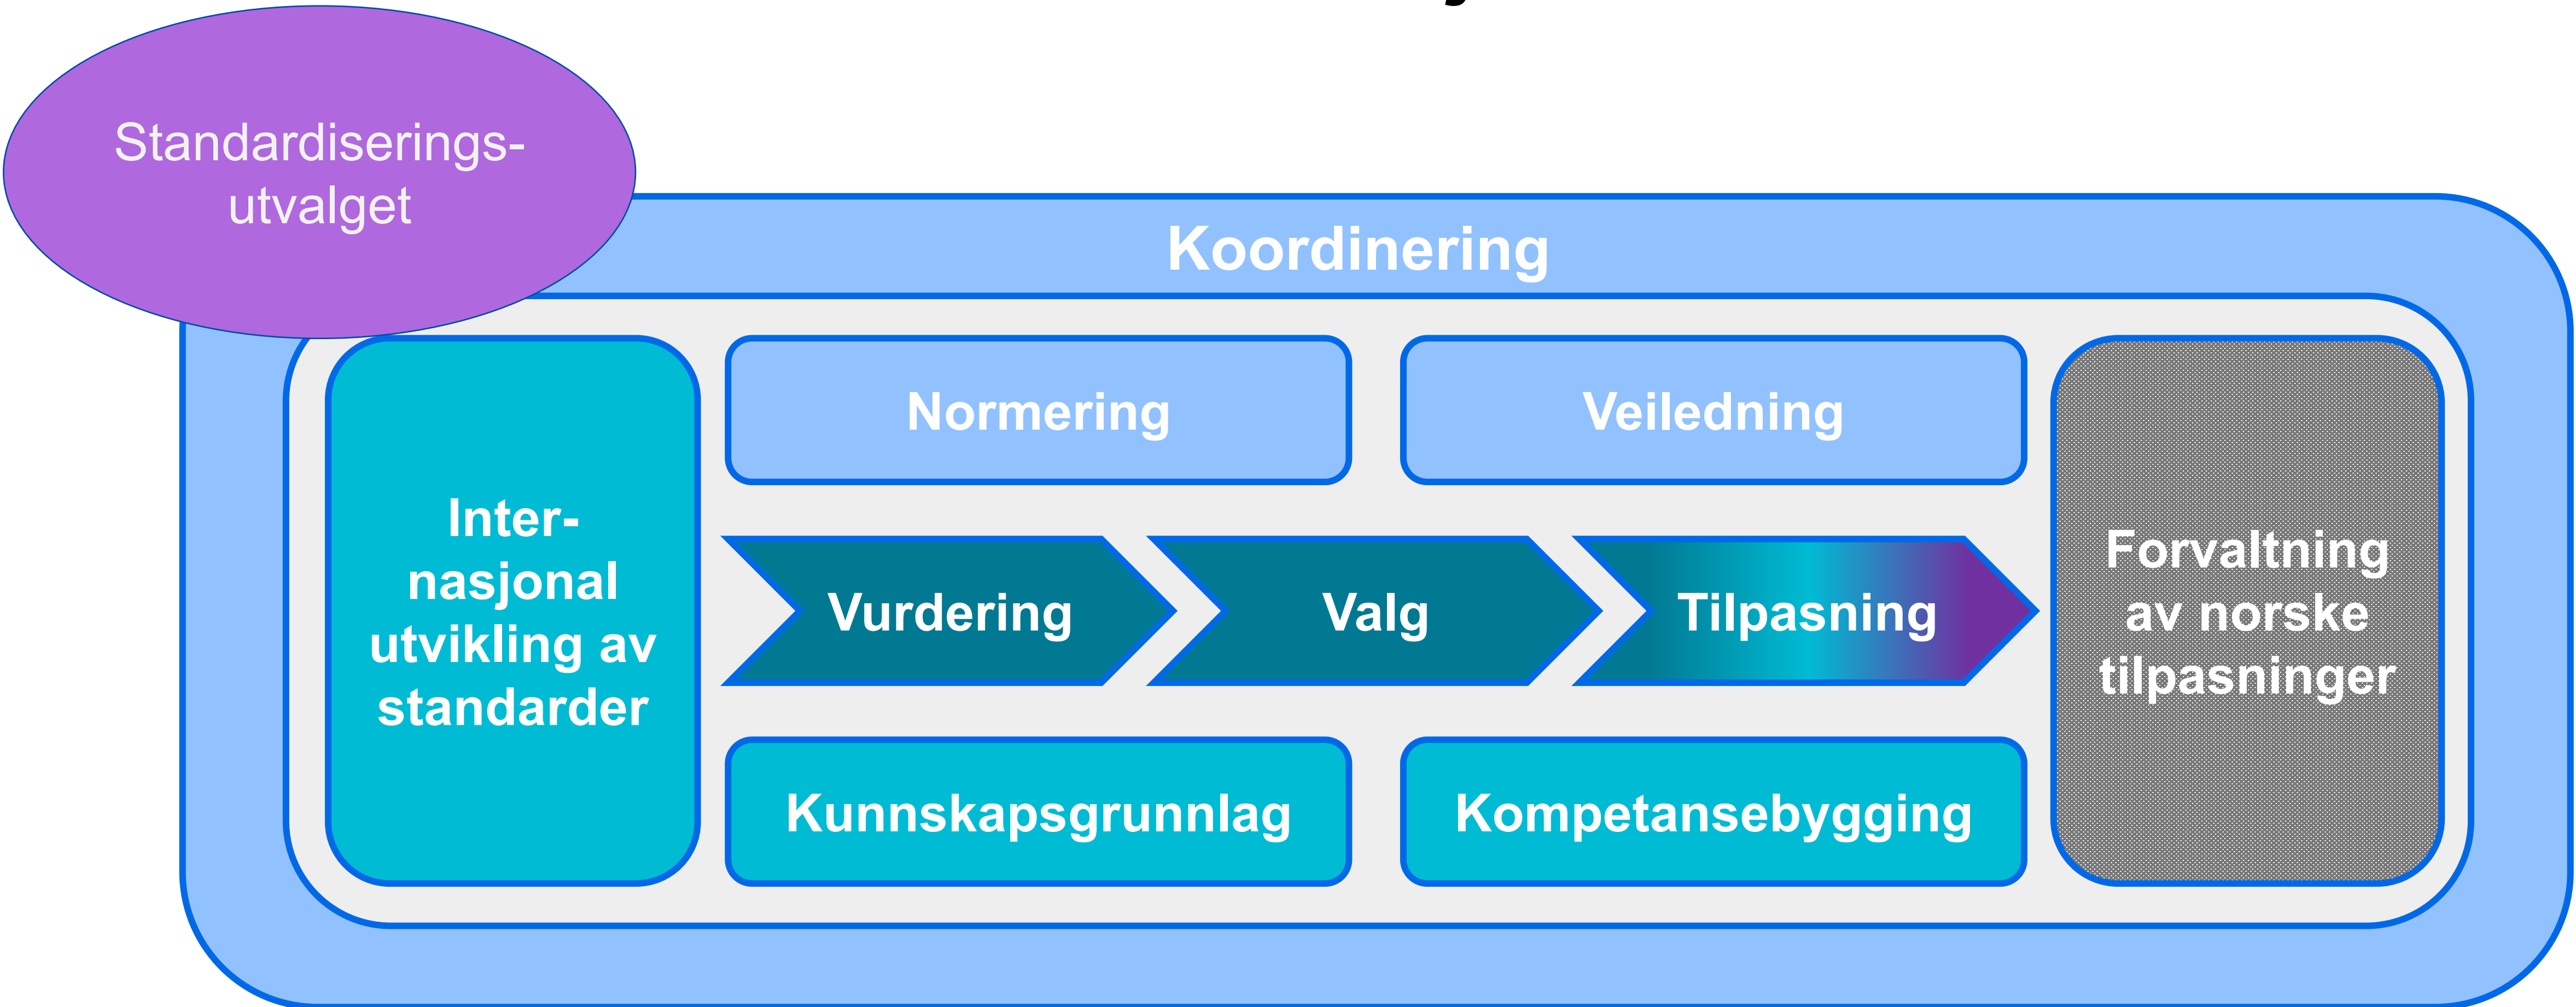 Standardiserings-
utvalget
Koordinering
Normering
Veiledning
Inter-
nasjonal
utvikling av
standarder
Vurdering
Valg
Tilpasning
Forvaltning
av norske
tilpasninger
Kunnskapsgrunnlag
Kompetansebygging